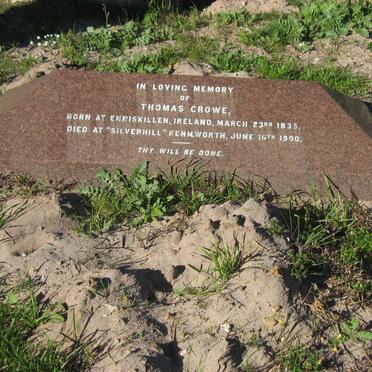 IN LOVING MEMORY
OF
THOMAS CROWE,
BORN AT ENNISKILLEN, IRELAND, MARCH 23RD 1835,
DIED AT "SILVERHILL" KENILWORTH, JUNE 16TH 1900.
THY WILL BE DONE.